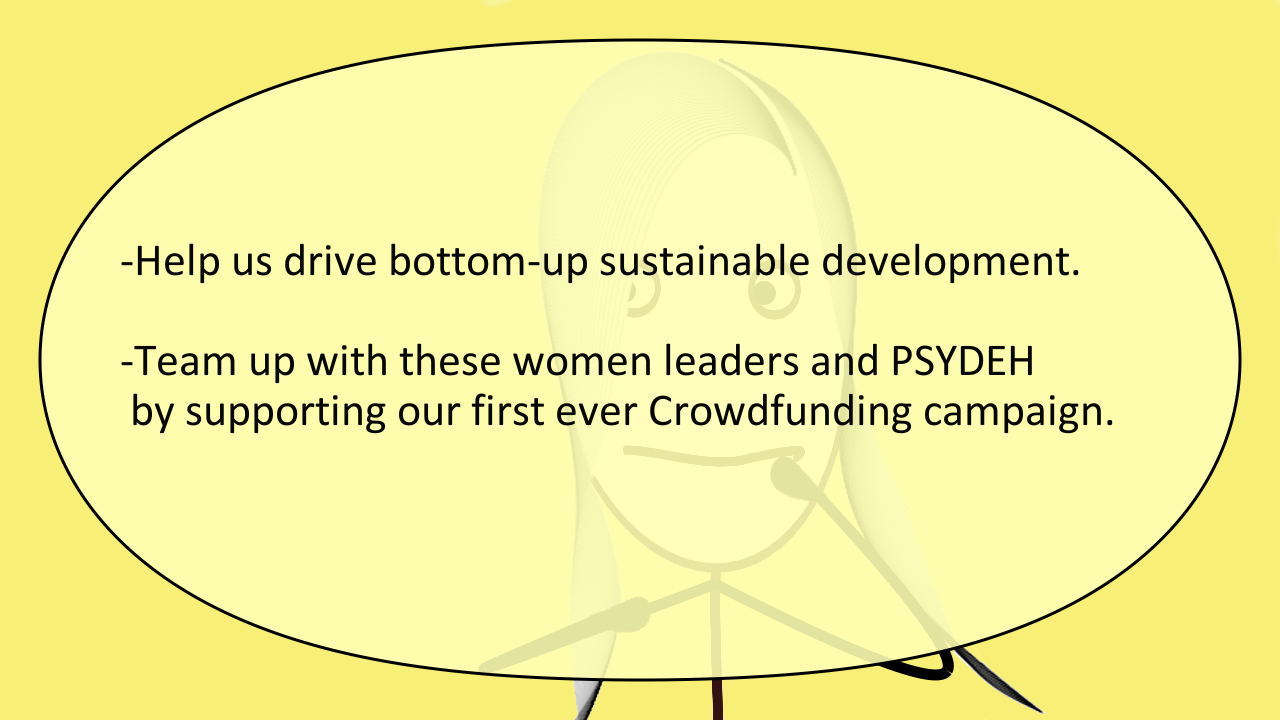 -Help us drive bottom-up sustainable development.
-Team up with these women leaders and PSYDEH
by supporting our first ever Crowdfunding campaign.